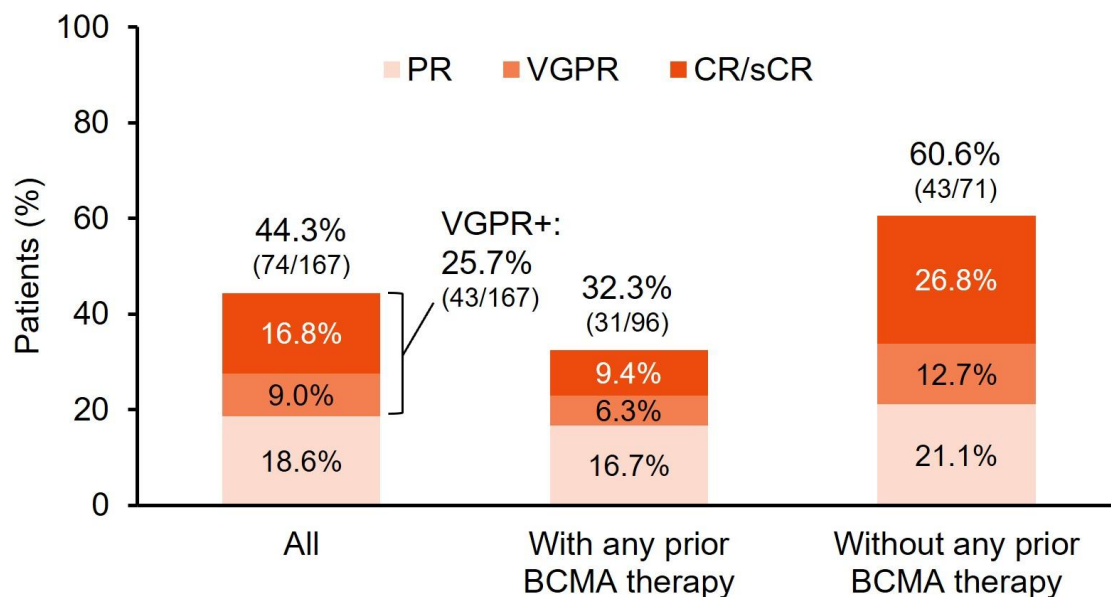 100
80
60
40
20
0
Patients (%)
PR VGPR CR/sCR
44.3%
(74/167)
16.8%
9.0%
18.6%
VGPR+:
25.7%
(43/167)
32.3%
(31/96)
9.4%
6.3%
16.7%
60.6%
(43/71)
26.8%
12.7%
21.1%
All
With any prior
BCMA therapy
Without any prior
BCMA therapy